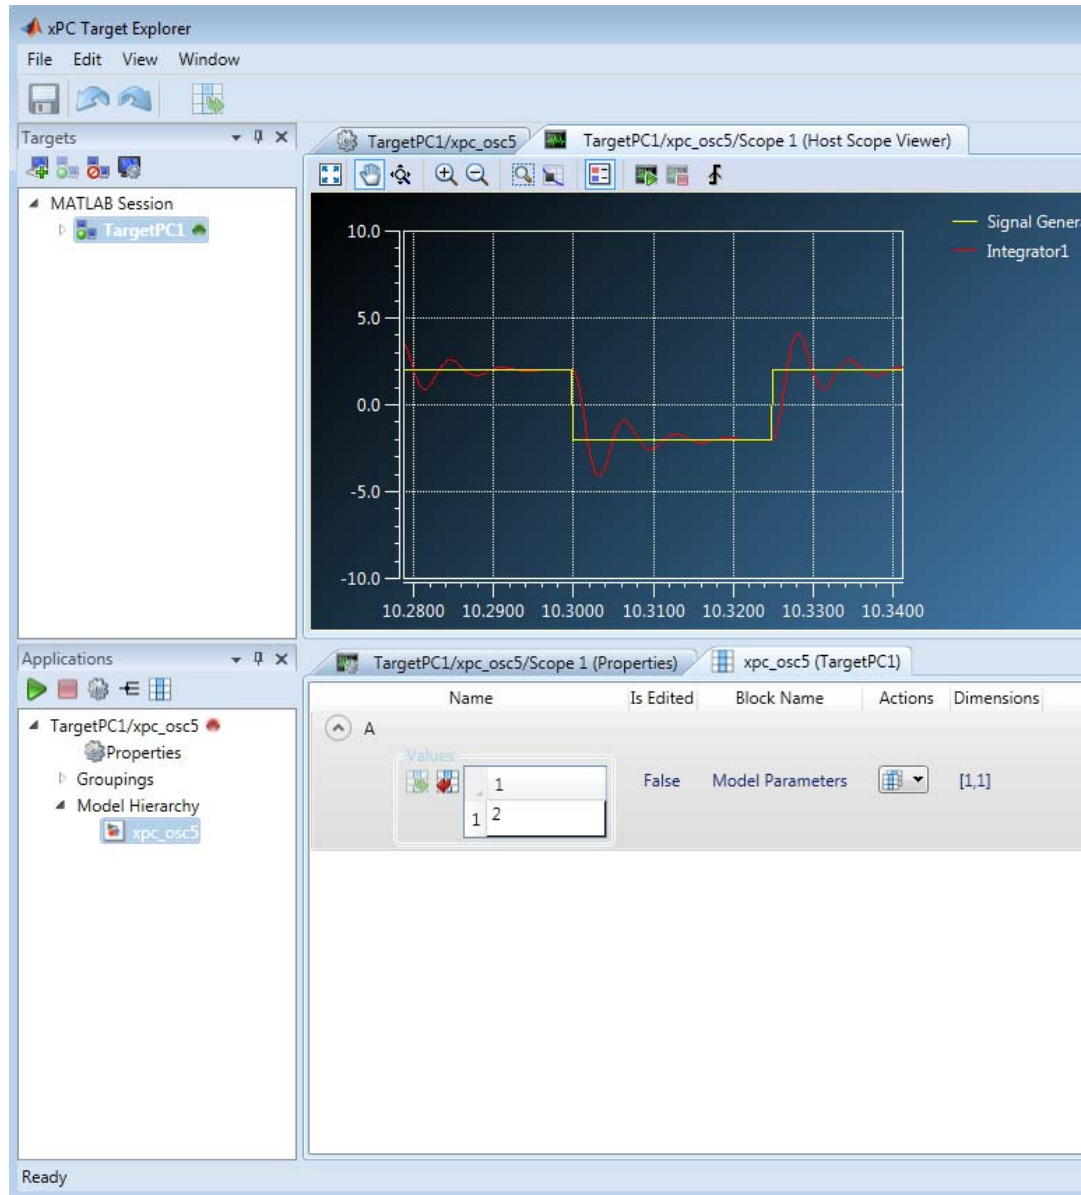 xPC Target Explorer
File Edit View Window
Targets
MATLAB Session
TargetPC1
TargetPC1/xpc_osc5
TargetPC1/xpc_osc5/Scope 1 (Host Scope Viewer)
Signal Gener
Integrator1
10.0
5.0
0.0
-5.0
-10.0
10.2800 10.2900 10.3000 10.3100 10.3200 10.3300 10.3400
Applications
TargetPC1/xpc_osc5
Properties
Groupings
Model Hierarchy
xpc_osc5
TargetPC1/xpc_osc5/Scope 1 (Properties)
xpc_osc5 (TargetPC1)
Name Is Edited Block Name Actions Dimensions
A
Values
1
1 2
False Model Parameters [1,1]
Ready